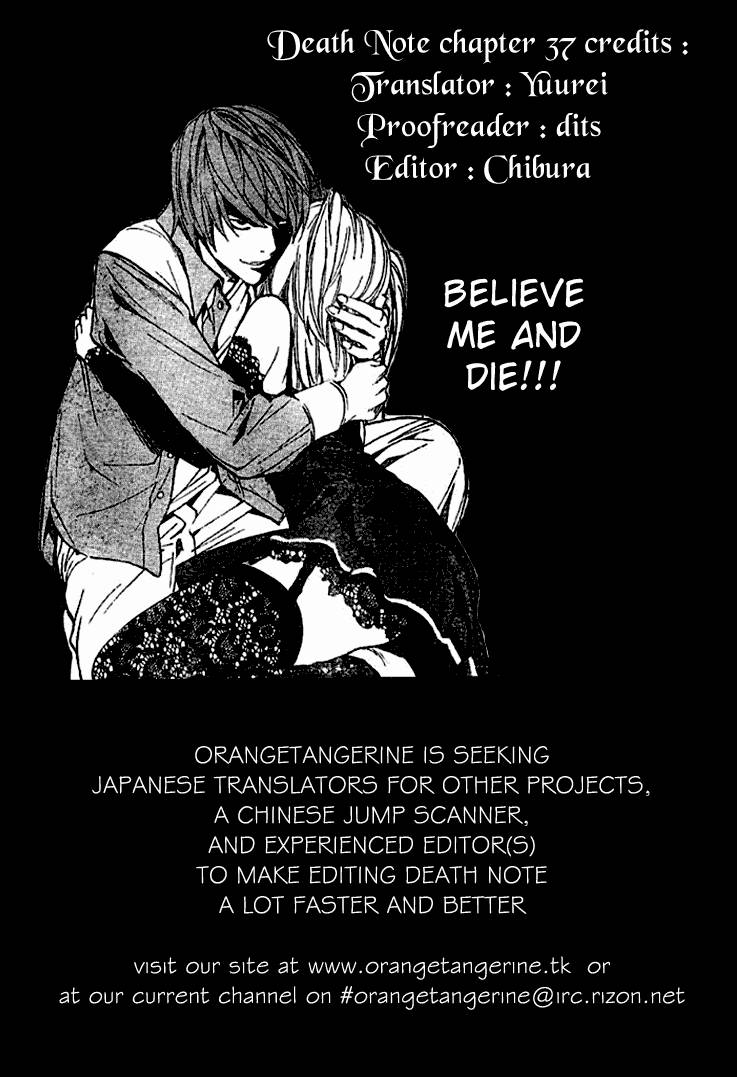 Death Note chapter 37 credits :
Translator : Yuurei
Proofreader : dits
Editor : Chibura
BELIEVE
ME AND
DIE!!!
ORANGETANGERINE IS SEEKING
JAPANESE TRANSLATORS FOR OTHER PROJECTS,
A CHINESE JUMP SCANNER,
AND EXPERIENCED EDITOR(S)
TO MAKE EDITING DEATH NOTE
A LOT FASTER AND BETTER
visit our site at www.orangetangerine.tk or
at our current channel on #orangetangerine@irc.rizon.net